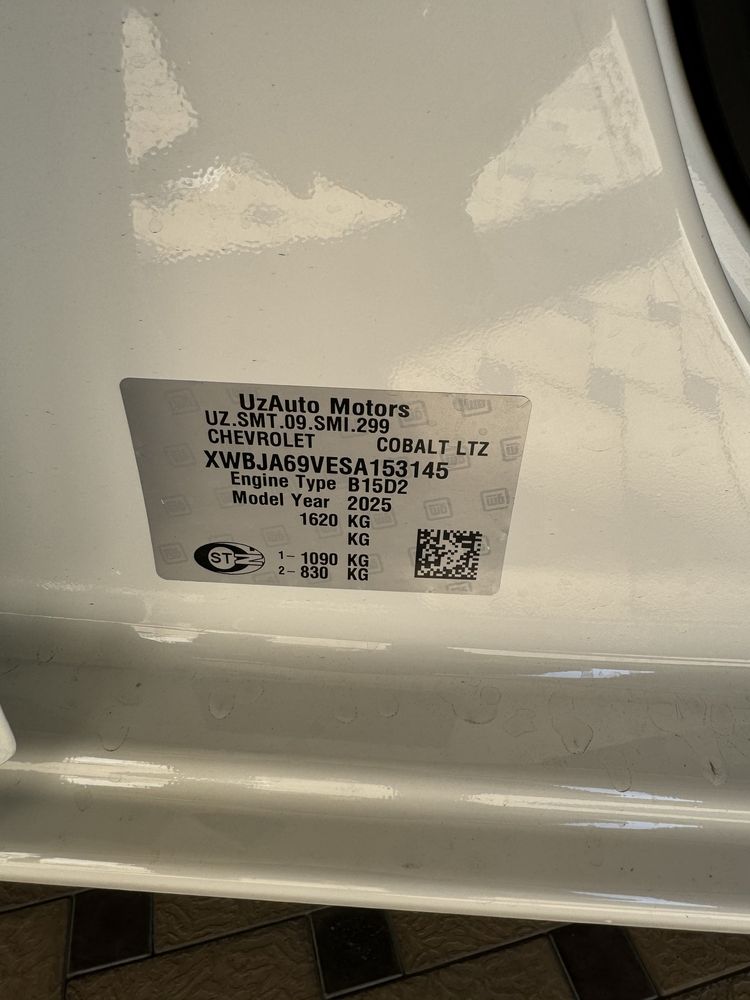 UzAuto Motors
UZ.SMT.09.SMI.299
CHEVROLET COBALT LTZ
XWBJA69VESA153145
Engine Type B15D2
Model Year 2025
1620 KG
KG
1- 1090 KG
2- 830 KG